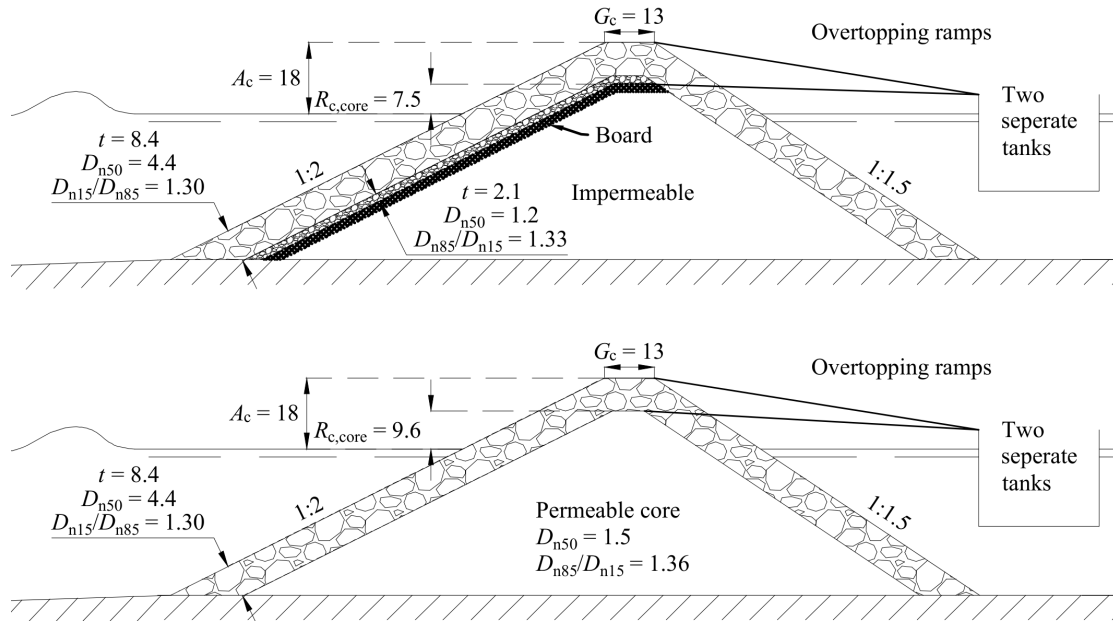 G_c = 13
Overtopping ramps
A_c = 18
R_c,core = 7.5
Two
seperate
tanks
Board
t = 8.4
D_n50 = 4.4
D_n15/D_n85 = 1.30
1:2
1:1.5
Impermeable
t = 2.1
D_n50 = 1.2
D_n85/D_n15 = 1.33
G_c = 13
Overtopping ramps
A_c = 18
R_c,core = 9.6
Two
seperate
tanks
t = 8.4
D_n50 = 4.4
D_n15/D_n85 = 1.30
1:2
1:1.5
Permeable core
D_n50 = 1.5
D_n85/D_n15 = 1.36